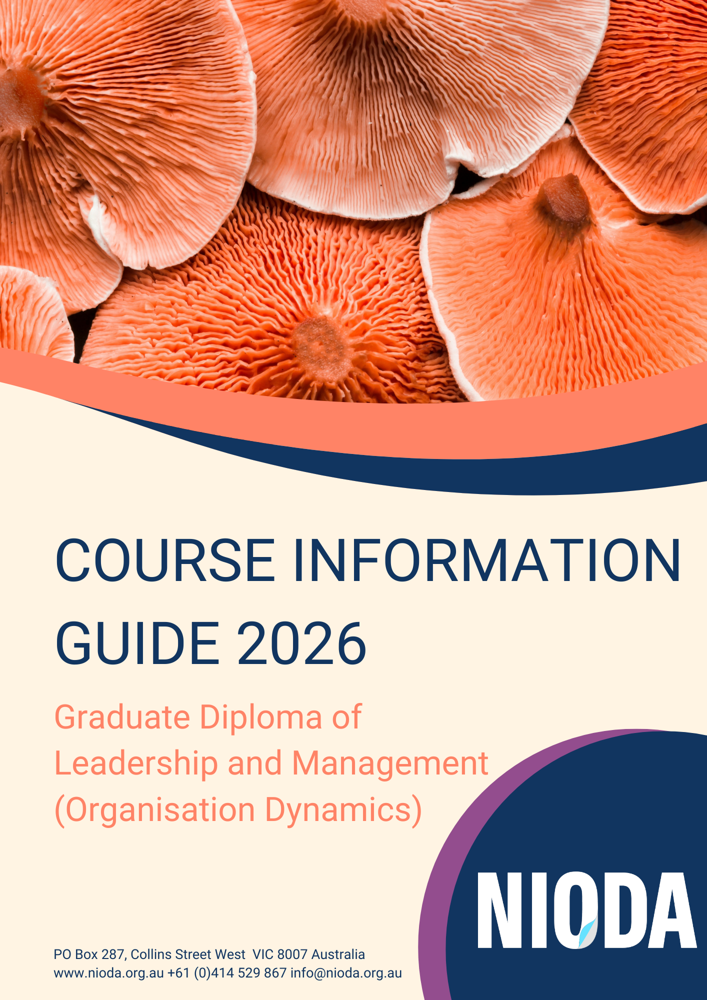 COURSE INFORMATION
GUIDE 2026
Graduate Diploma of
Leadership and Management
(Organisation Dynamics)
NIODA
PO Box 287, Collins Street West  VIC 8007 Australia
www.nioda.org.au +61 (0)414 529 867 info@nioda.org.au